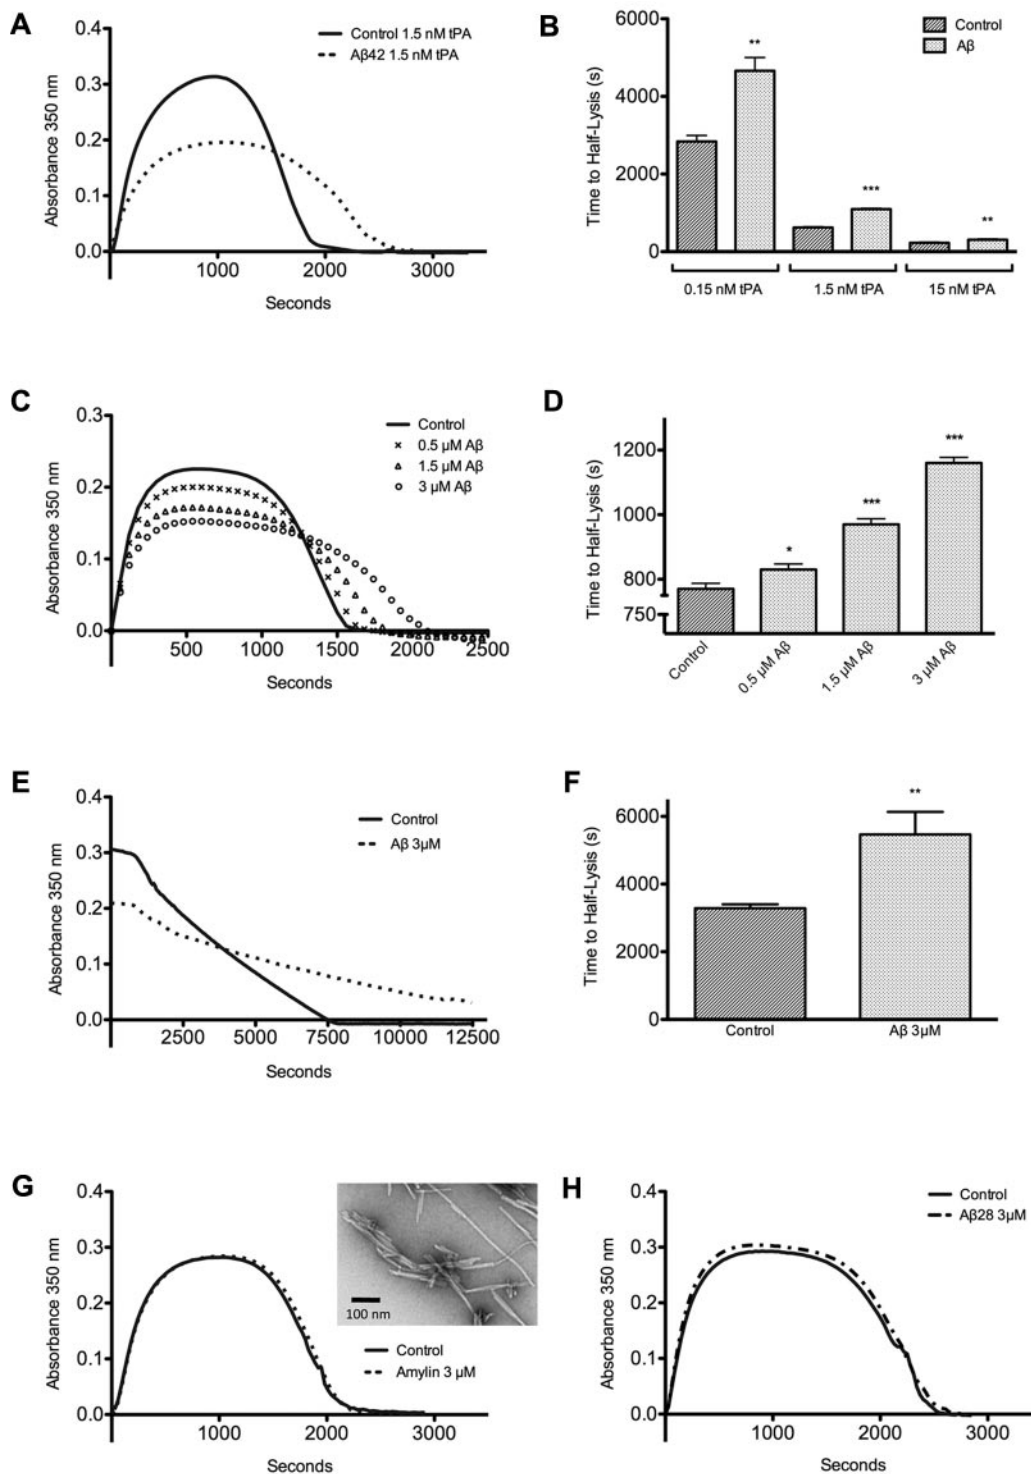 A
Control 1.5 nM tPA
Aβ42 1.5 nM tPA
0.4
0.3
0.2
0.1
0.0
Absorbance 350 nm
1000 2000 3000
Seconds
B
Control
Aβ
6000
4000
2000
0
Time to Half-Lysis (s)
** *** **
0.15 nM tPA 1.5 nM tPA 15 nM tPA
C
Control
0.5 µM Aβ
1.5 µM Aβ
3 µM Aβ
0.3
0.2
0.1
0.0
Absorbance 350 nm
500 1000 1500 2000 2500
Seconds
D
1200
1000
800
750
Time to Half-Lysis (s)
* *** ***
Control 0.5 µM Aβ 1.5 µM Aβ 3 µM Aβ
E
Control
Aβ 3µM
0.4
0.3
0.2
0.1
0.0
Absorbance 350 nm
2500 5000 7500 10000 12500
Seconds
F
6000
4000
2000
0
Time to Half-Lysis (s)
**
Control Aβ 3µM
G
0.4
0.3
0.2
0.1
0.0
Absorbance 350 nm
100 nm
Control
Amylin 3 µM
1000 2000 3000
Seconds
H
Control
Aβ28 3µM
0.4
0.3
0.2
0.1
0.0
Absorbance 350 nm
1000 2000 3000
Seconds